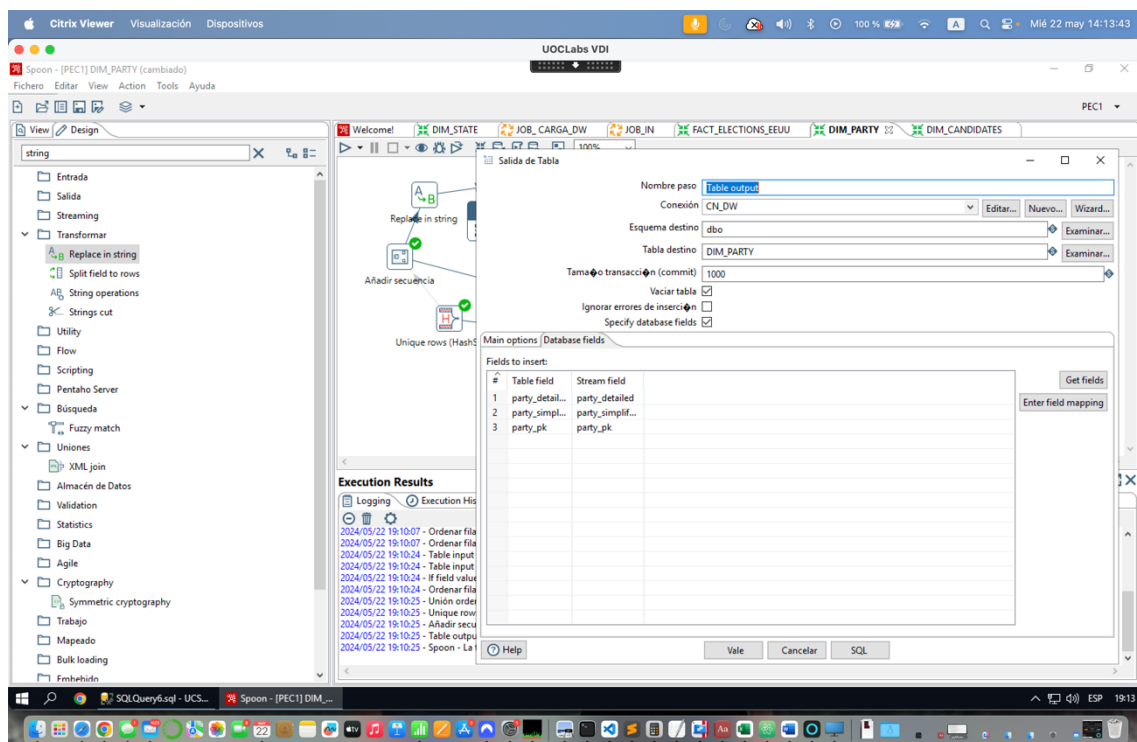 Citrix Viewer Visualización Dispositivos 100 % A Mié 22 may 14:13:43
UOCLabs VDI
Spoon - [PEC1] DIM_PARTY (cambiado)
Fichero Editar View Action Tools Ayuda
PEC1
View Design
Welcome! DIM_STATE JOB_ CARGA_DW JOB_IN FACT_ELECTIONS_EEUU DIM_PARTY DIM_CANDIDATES
string
100%
Entrada
Salida
Streaming
Transformar
Replace in string
Split field to rows
String operations
Strings cut
Utility
Flow
Scripting
Pentaho Server
Búsqueda
Fuzzy match
Uniones
XML join
Almacén de Datos
Validation
Statistics
Big Data
Agile
Cryptography
Symmetric cryptography
Trabajo
Mapeado
Bulk loading
Embebido
Replace in string
Añadir secuencia
Unique rows (HashS
Salida de Tabla
Nombre paso Table output
Conexión CN_DW Editar... Nuevo... Wizard...
Esquema destino dbo Examinar...
Tabla destino DIM_PARTY Examinar...
Tama�o transacci�n (commit) 1000
Vaciar tabla
Ignorar errores de inserci�n
Specify database fields
Main options Database fields
Fields to insert:
# Table field Stream field
1 party_detail... party_detailed
2 party_simpl... party_simplif...
3 party_pk party_pk
Get fields
Enter field mapping
Help Vale Cancelar SQL
Execution Results
Logging Execution His
2024/05/22 19:10:07 - Ordenar fila
2024/05/22 19:10:07 - Ordenar fila
2024/05/22 19:10:24 - Table input
2024/05/22 19:10:24 - Table input
2024/05/22 19:10:24 - If field value
2024/05/22 19:10:24 - Ordenar fila
2024/05/22 19:10:25 - Unión order
2024/05/22 19:10:25 - Unique row
2024/05/22 19:10:25 - Añadir secu
2024/05/22 19:10:25 - Table outpu
2024/05/22 19:10:25 - Spoon - La
SQLQuery6.sql - UCS... Spoon - [PEC1] DIM_... ESP 19:13
22